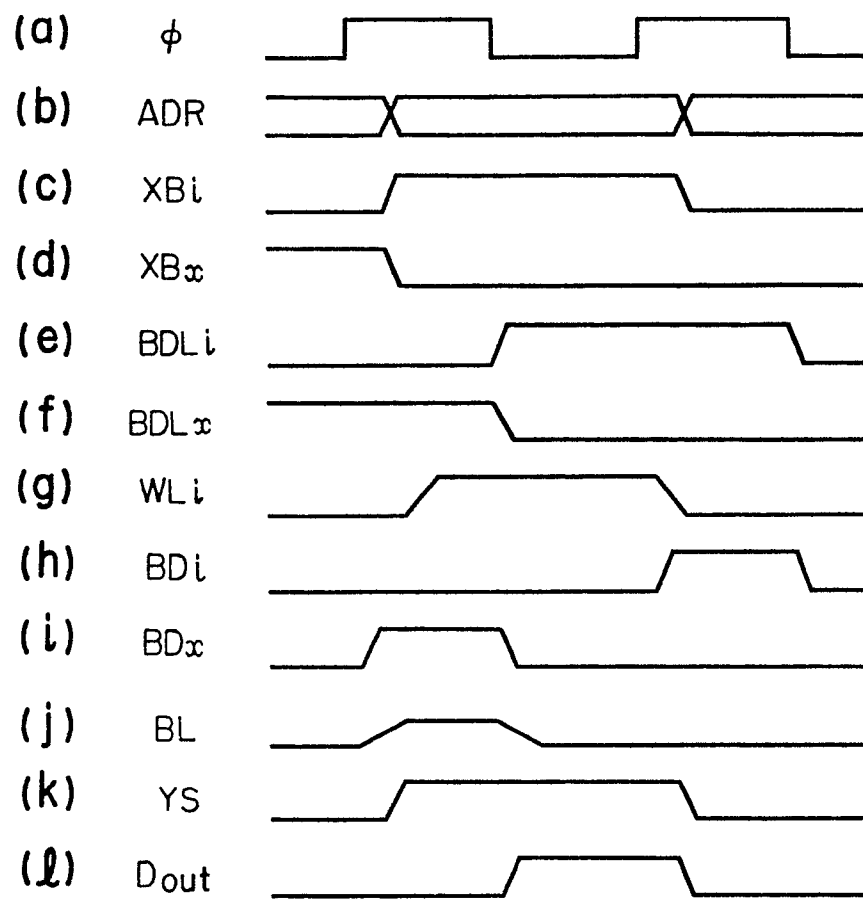 (a) ϕ
(b) ADR
(c) XBi
(d) XBx
(e) BDLi
(f) BDLx
(g) WLi
(h) BDi
(i) BDx
(j) BL
(k) YS
(ℓ) Dout